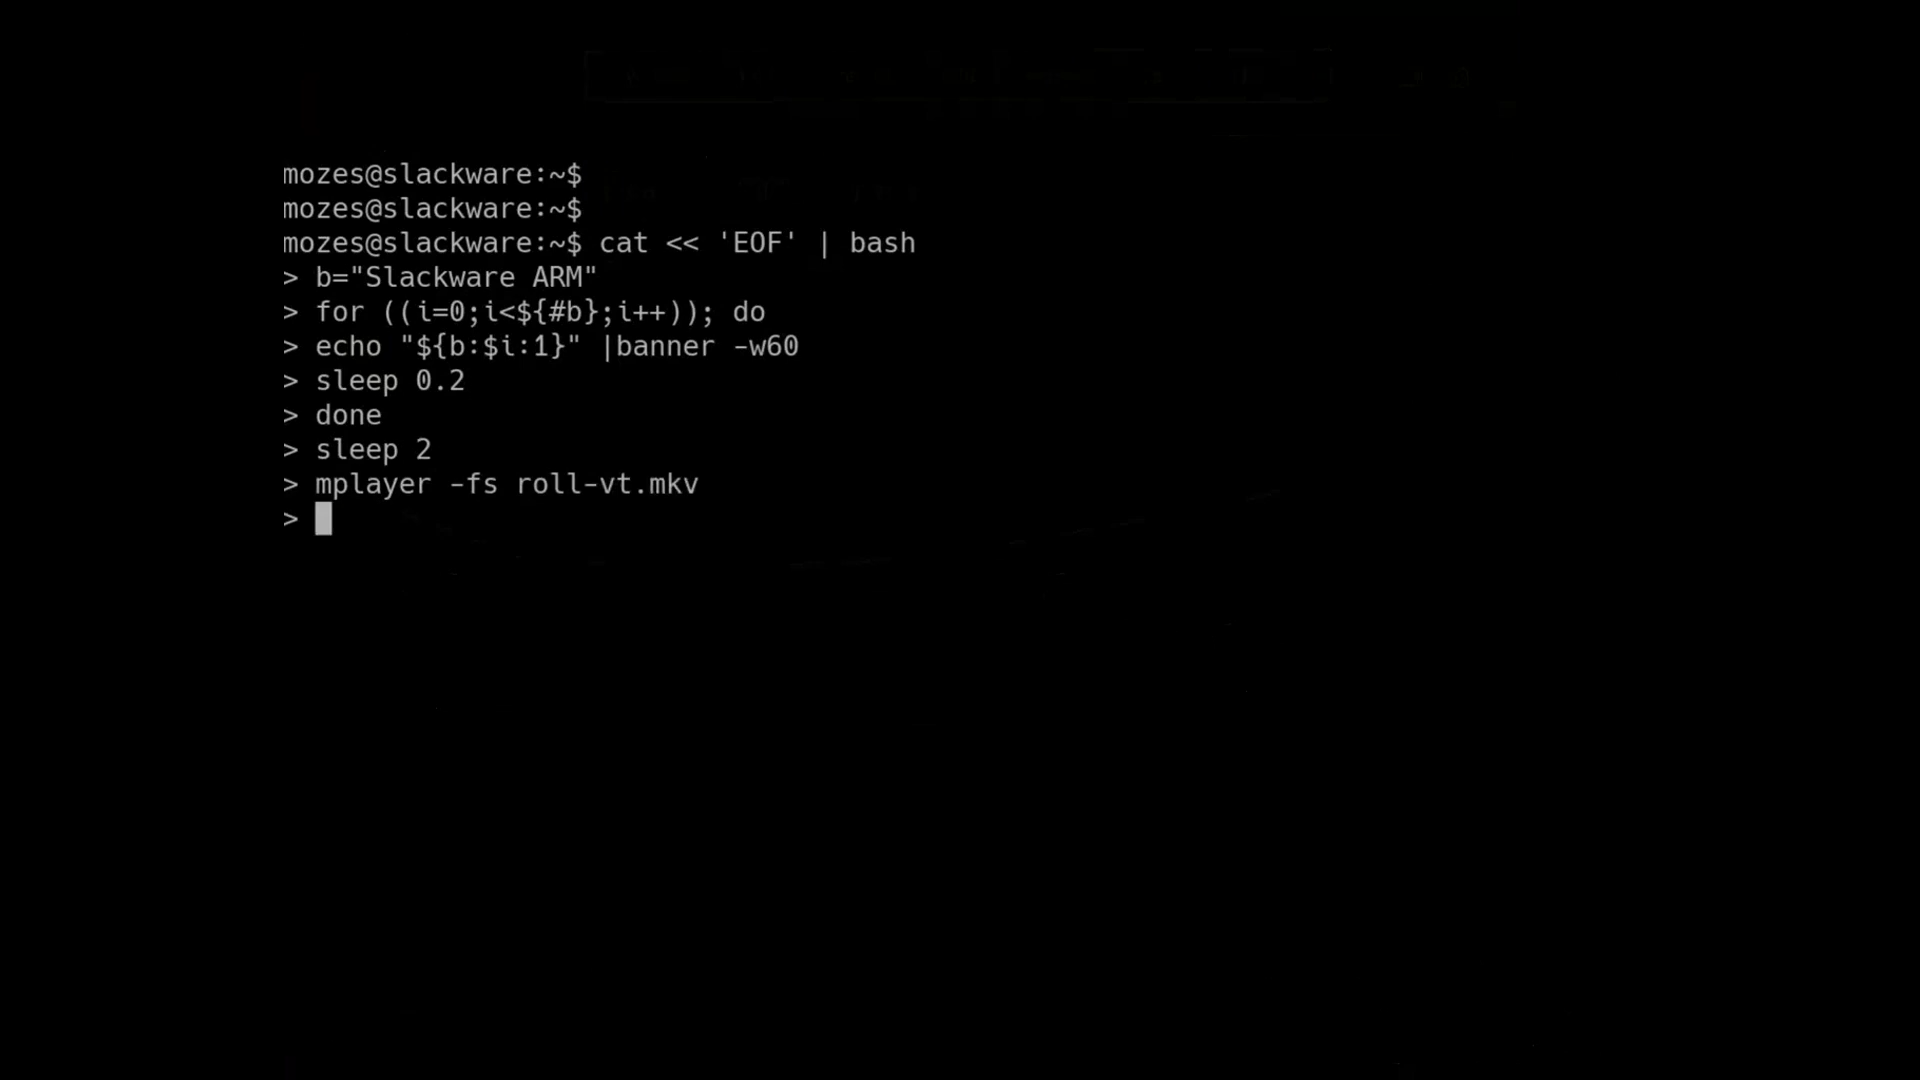 mozes@slackware:~$
mozes@slackware:~$
mozes@slackware:~$ cat << 'EOF' | bash
> b="Slackware ARM"
> for ((i=0;i<${#b};i++)); do
> echo "${b:$i:1}" |banner -w60
> sleep 0.2
> done
> sleep 2
> mplayer -fs roll-vt.mkv
>